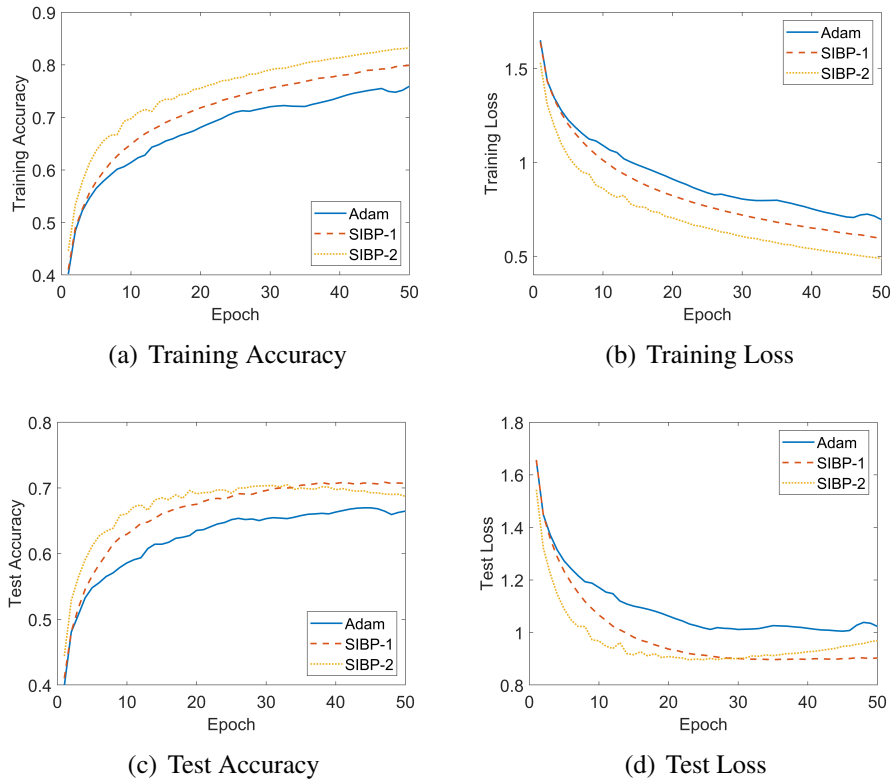 0.9
0.8
0.7
0.6
0.5
0.4
Training Accuracy
0 10 20 30 40 50
Epoch
Adam
SIBP-1
SIBP-2
(a) Training Accuracy
1.5
1
0.5
Training Loss
0 10 20 30 40 50
Epoch
Adam
SIBP-1
SIBP-2
(b) Training Loss
0.8
0.7
0.6
0.5
0.4
Test Accuracy
0 10 20 30 40 50
Epoch
Adam
SIBP-1
SIBP-2
(c) Test Accuracy
1.8
1.6
1.4
1.2
1.0
0.8
Test Loss
0 10 20 30 40 50
Epoch
Adam
SIBP-1
SIBP-2
(d) Test Loss